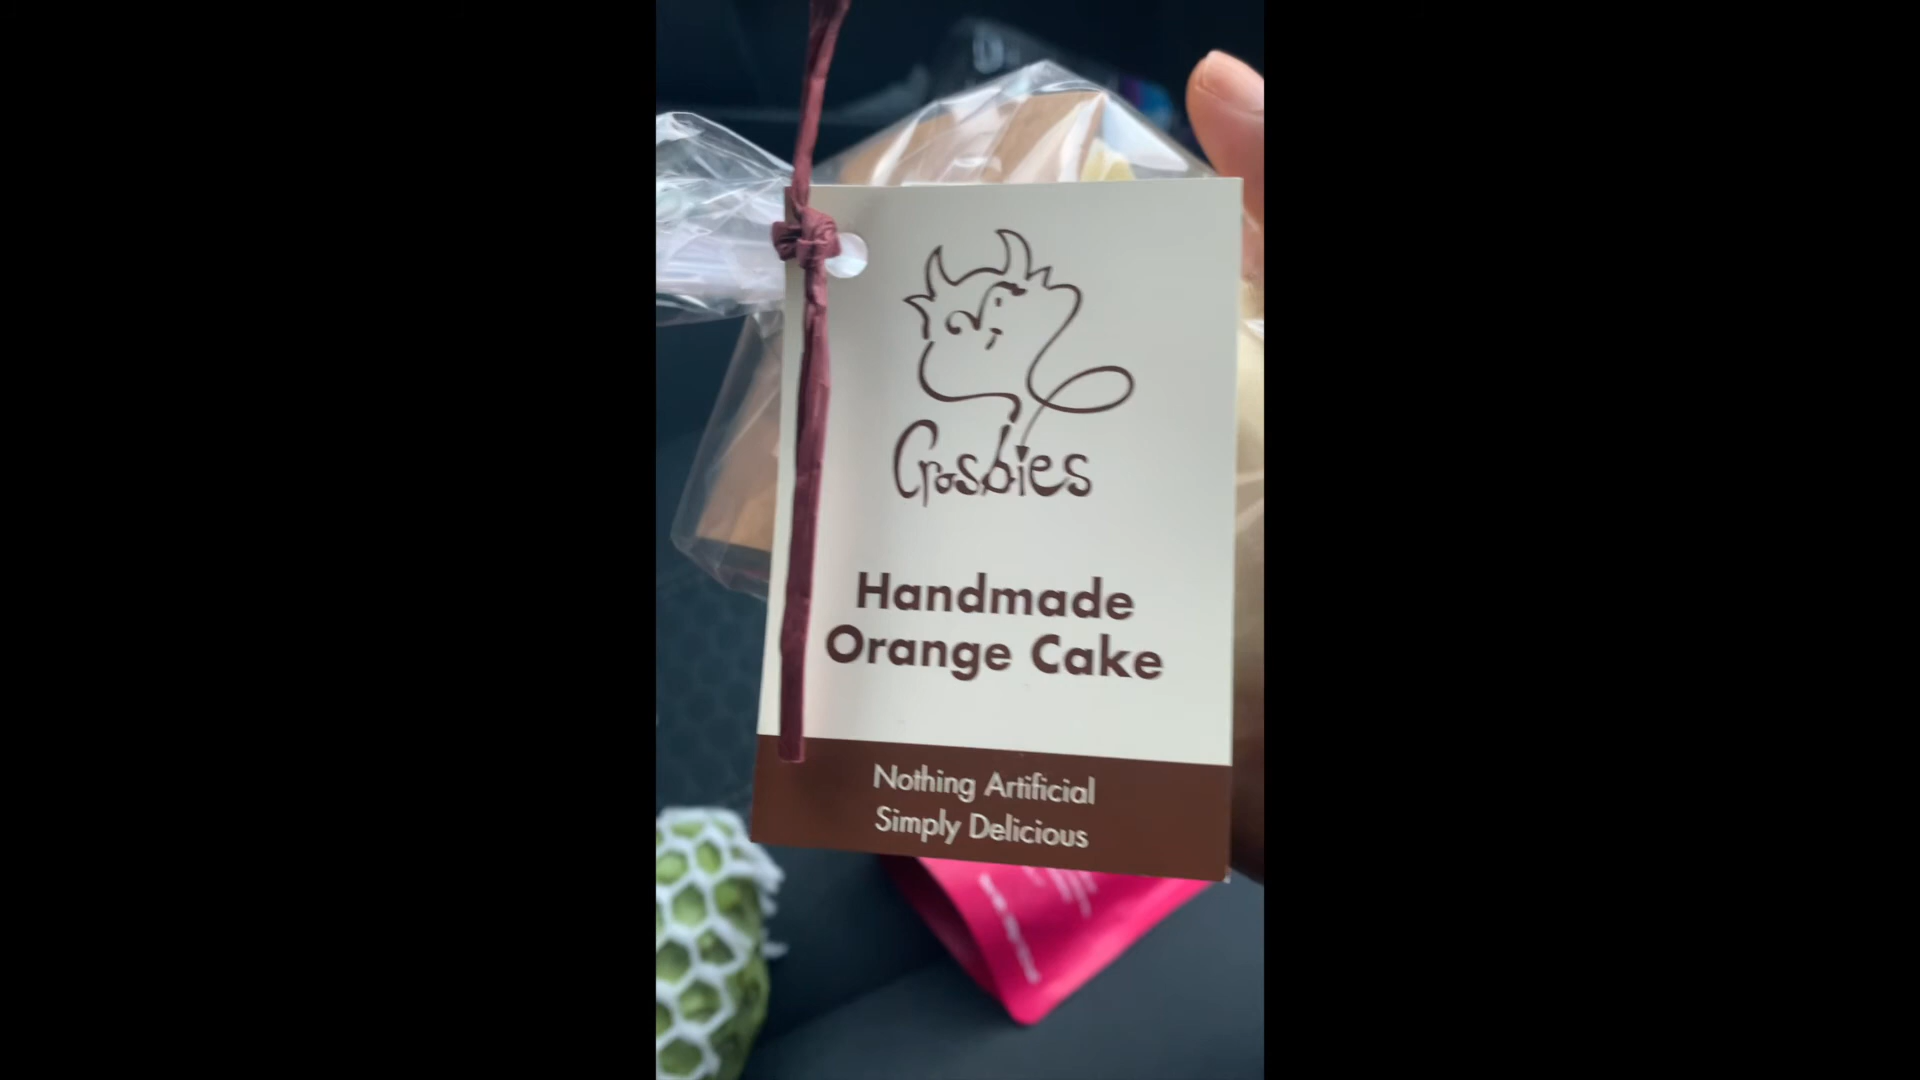 Crosbies
Handmade
Orange Cake
Nothing Artificial
Simply Delicious